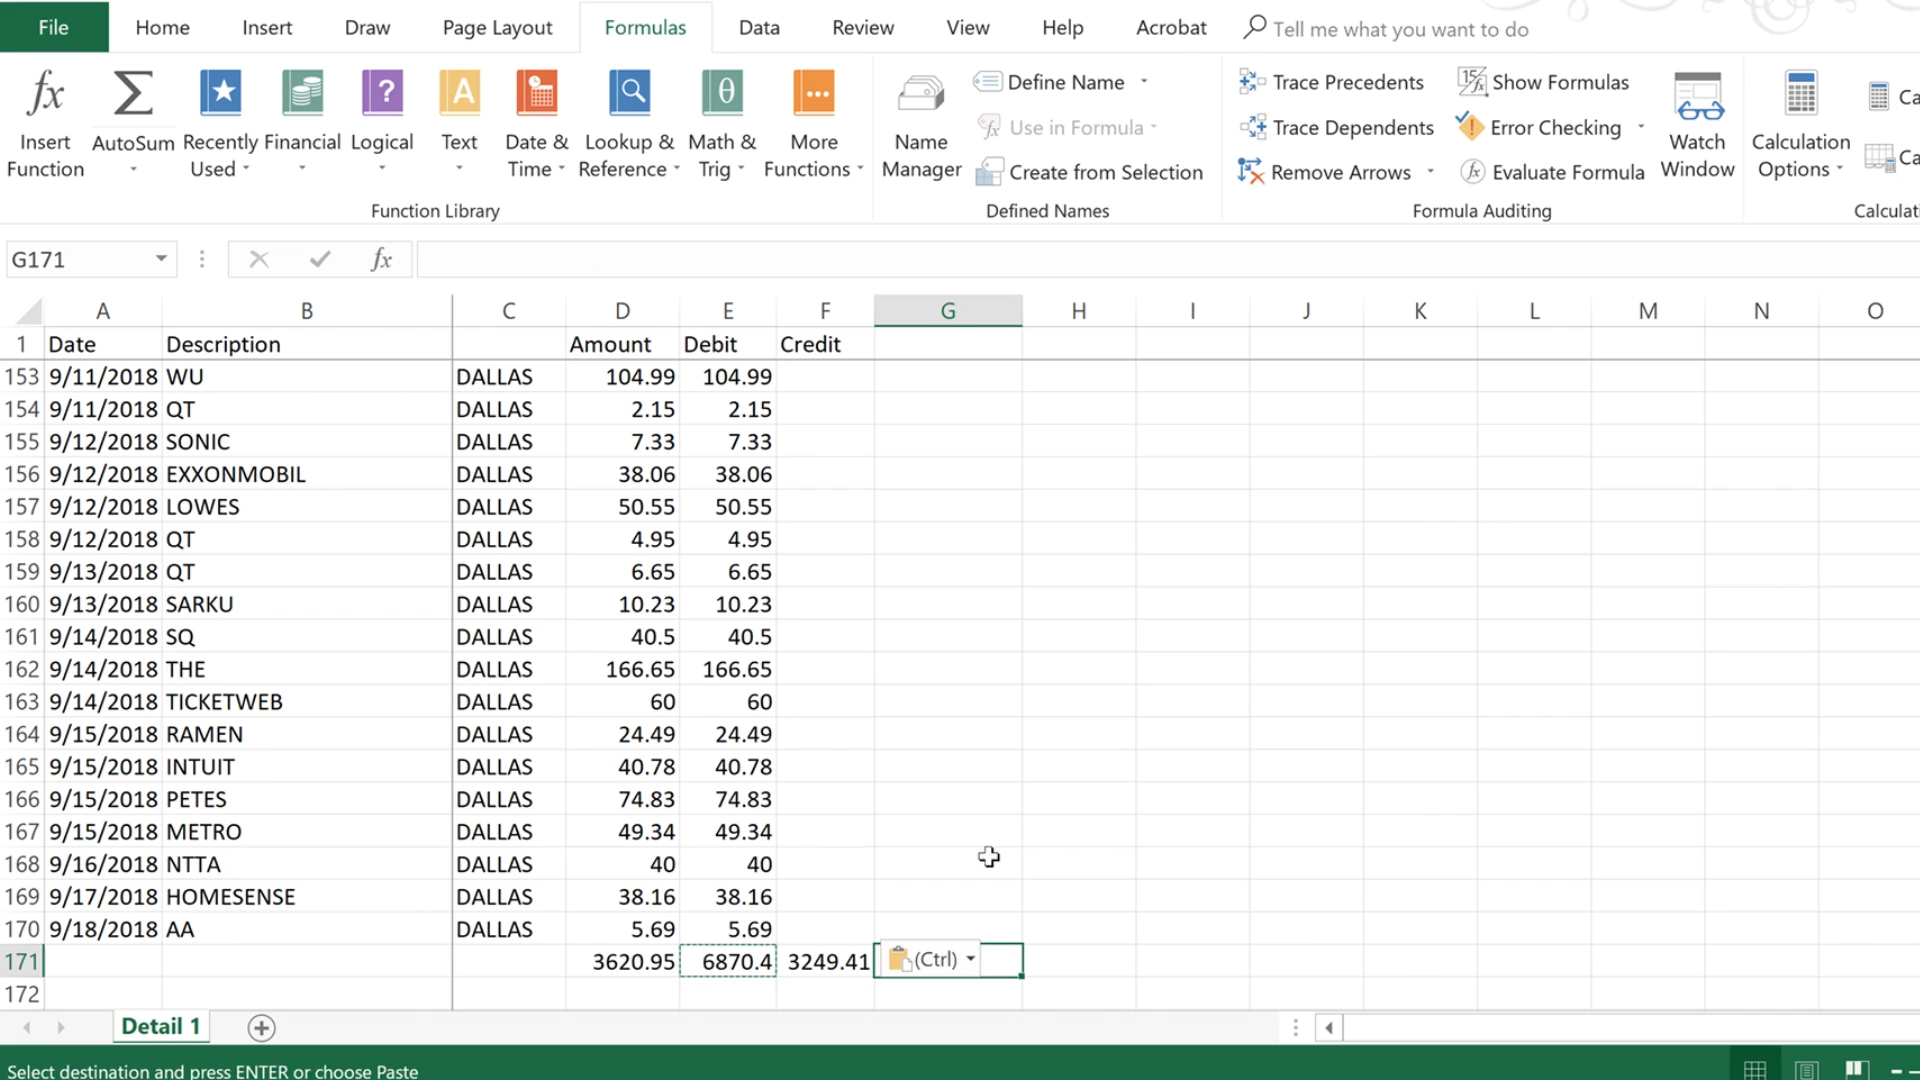 File Home Insert Draw Page Layout Formulas Data Review View Help Acrobat Tell me what you want to do
fx Σ ? A θ Define Name Trace Precedents Show Formulas
Insert AutoSum Recently Financial Logical Text Date & Lookup & Math & More Name Use in Formula Trace Dependents Error Checking Watch Calculation
Function Used Time Reference Trig Functions Manager Create from Selection Remove Arrows Evaluate Formula Window Options
Function Library Defined Names Formula Auditing
G171 fx
A B C D E F G H I J K L M N O
1 Date Description Amount Debit Credit
153 9/11/2018 WU DALLAS 104.99 104.99
154 9/11/2018 QT DALLAS 2.15 2.15
155 9/12/2018 SONIC DALLAS 7.33 7.33
156 9/12/2018 EXXONMOBIL DALLAS 38.06 38.06
157 9/12/2018 LOWES DALLAS 50.55 50.55
158 9/12/2018 QT DALLAS 4.95 4.95
159 9/13/2018 QT DALLAS 6.65 6.65
160 9/13/2018 SARKU DALLAS 10.23 10.23
161 9/14/2018 SQ DALLAS 40.5 40.5
162 9/14/2018 THE DALLAS 166.65 166.65
163 9/14/2018 TICKETWEB DALLAS 60 60
164 9/15/2018 RAMEN DALLAS 24.49 24.49
165 9/15/2018 INTUIT DALLAS 40.78 40.78
166 9/15/2018 PETES DALLAS 74.83 74.83
167 9/15/2018 METRO DALLAS 49.34 49.34
168 9/16/2018 NTTA DALLAS 40 40
169 9/17/2018 HOMESENSE DALLAS 38.16 38.16
170 9/18/2018 AA DALLAS 5.69 5.69
171 3620.95 6870.4 3249.41 (Ctrl)
172
Detail 1
Select destination and press ENTER or choose Paste